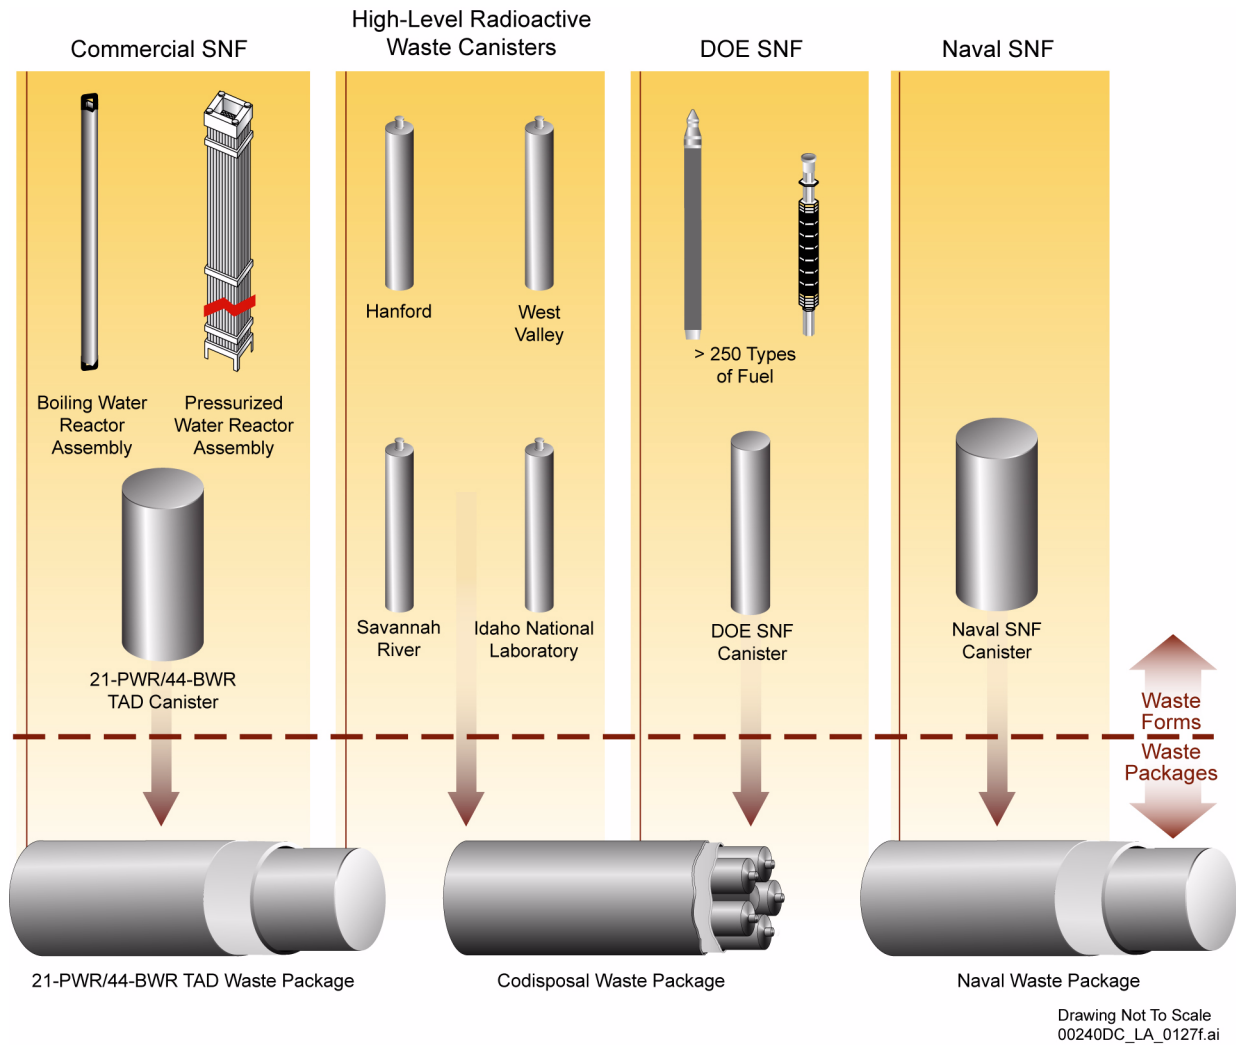 Commercial SNF
High-Level Radioactive
Waste Canisters
DOE SNF
Naval SNF
Boiling Water
Reactor
Assembly
Pressurized
Water Reactor
Assembly
21-PWR/44-BWR
TAD Canister
Hanford
West
Valley
Savannah
River
Idaho National
Laboratory
> 250 Types
of Fuel
DOE SNF
Canister
Naval SNF
Canister
Waste
Forms
Waste
Packages
21-PWR/44-BWR TAD Waste Package
Codisposal Waste Package
Naval Waste Package
Drawing Not To Scale
00240DC_LA_0127f.ai